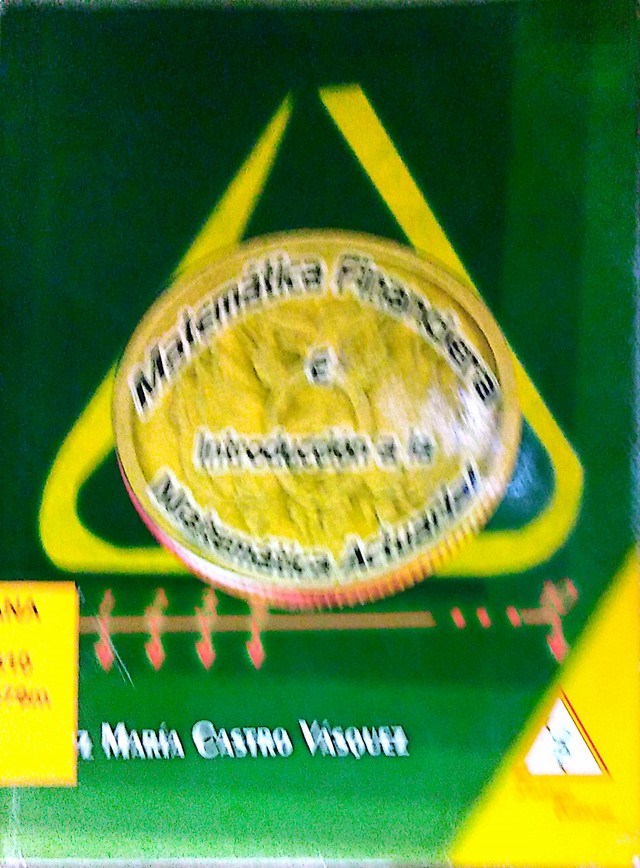 Matemática Financiera
e
Introducción a la
Matemática Actuarial
María Castro Vásquez